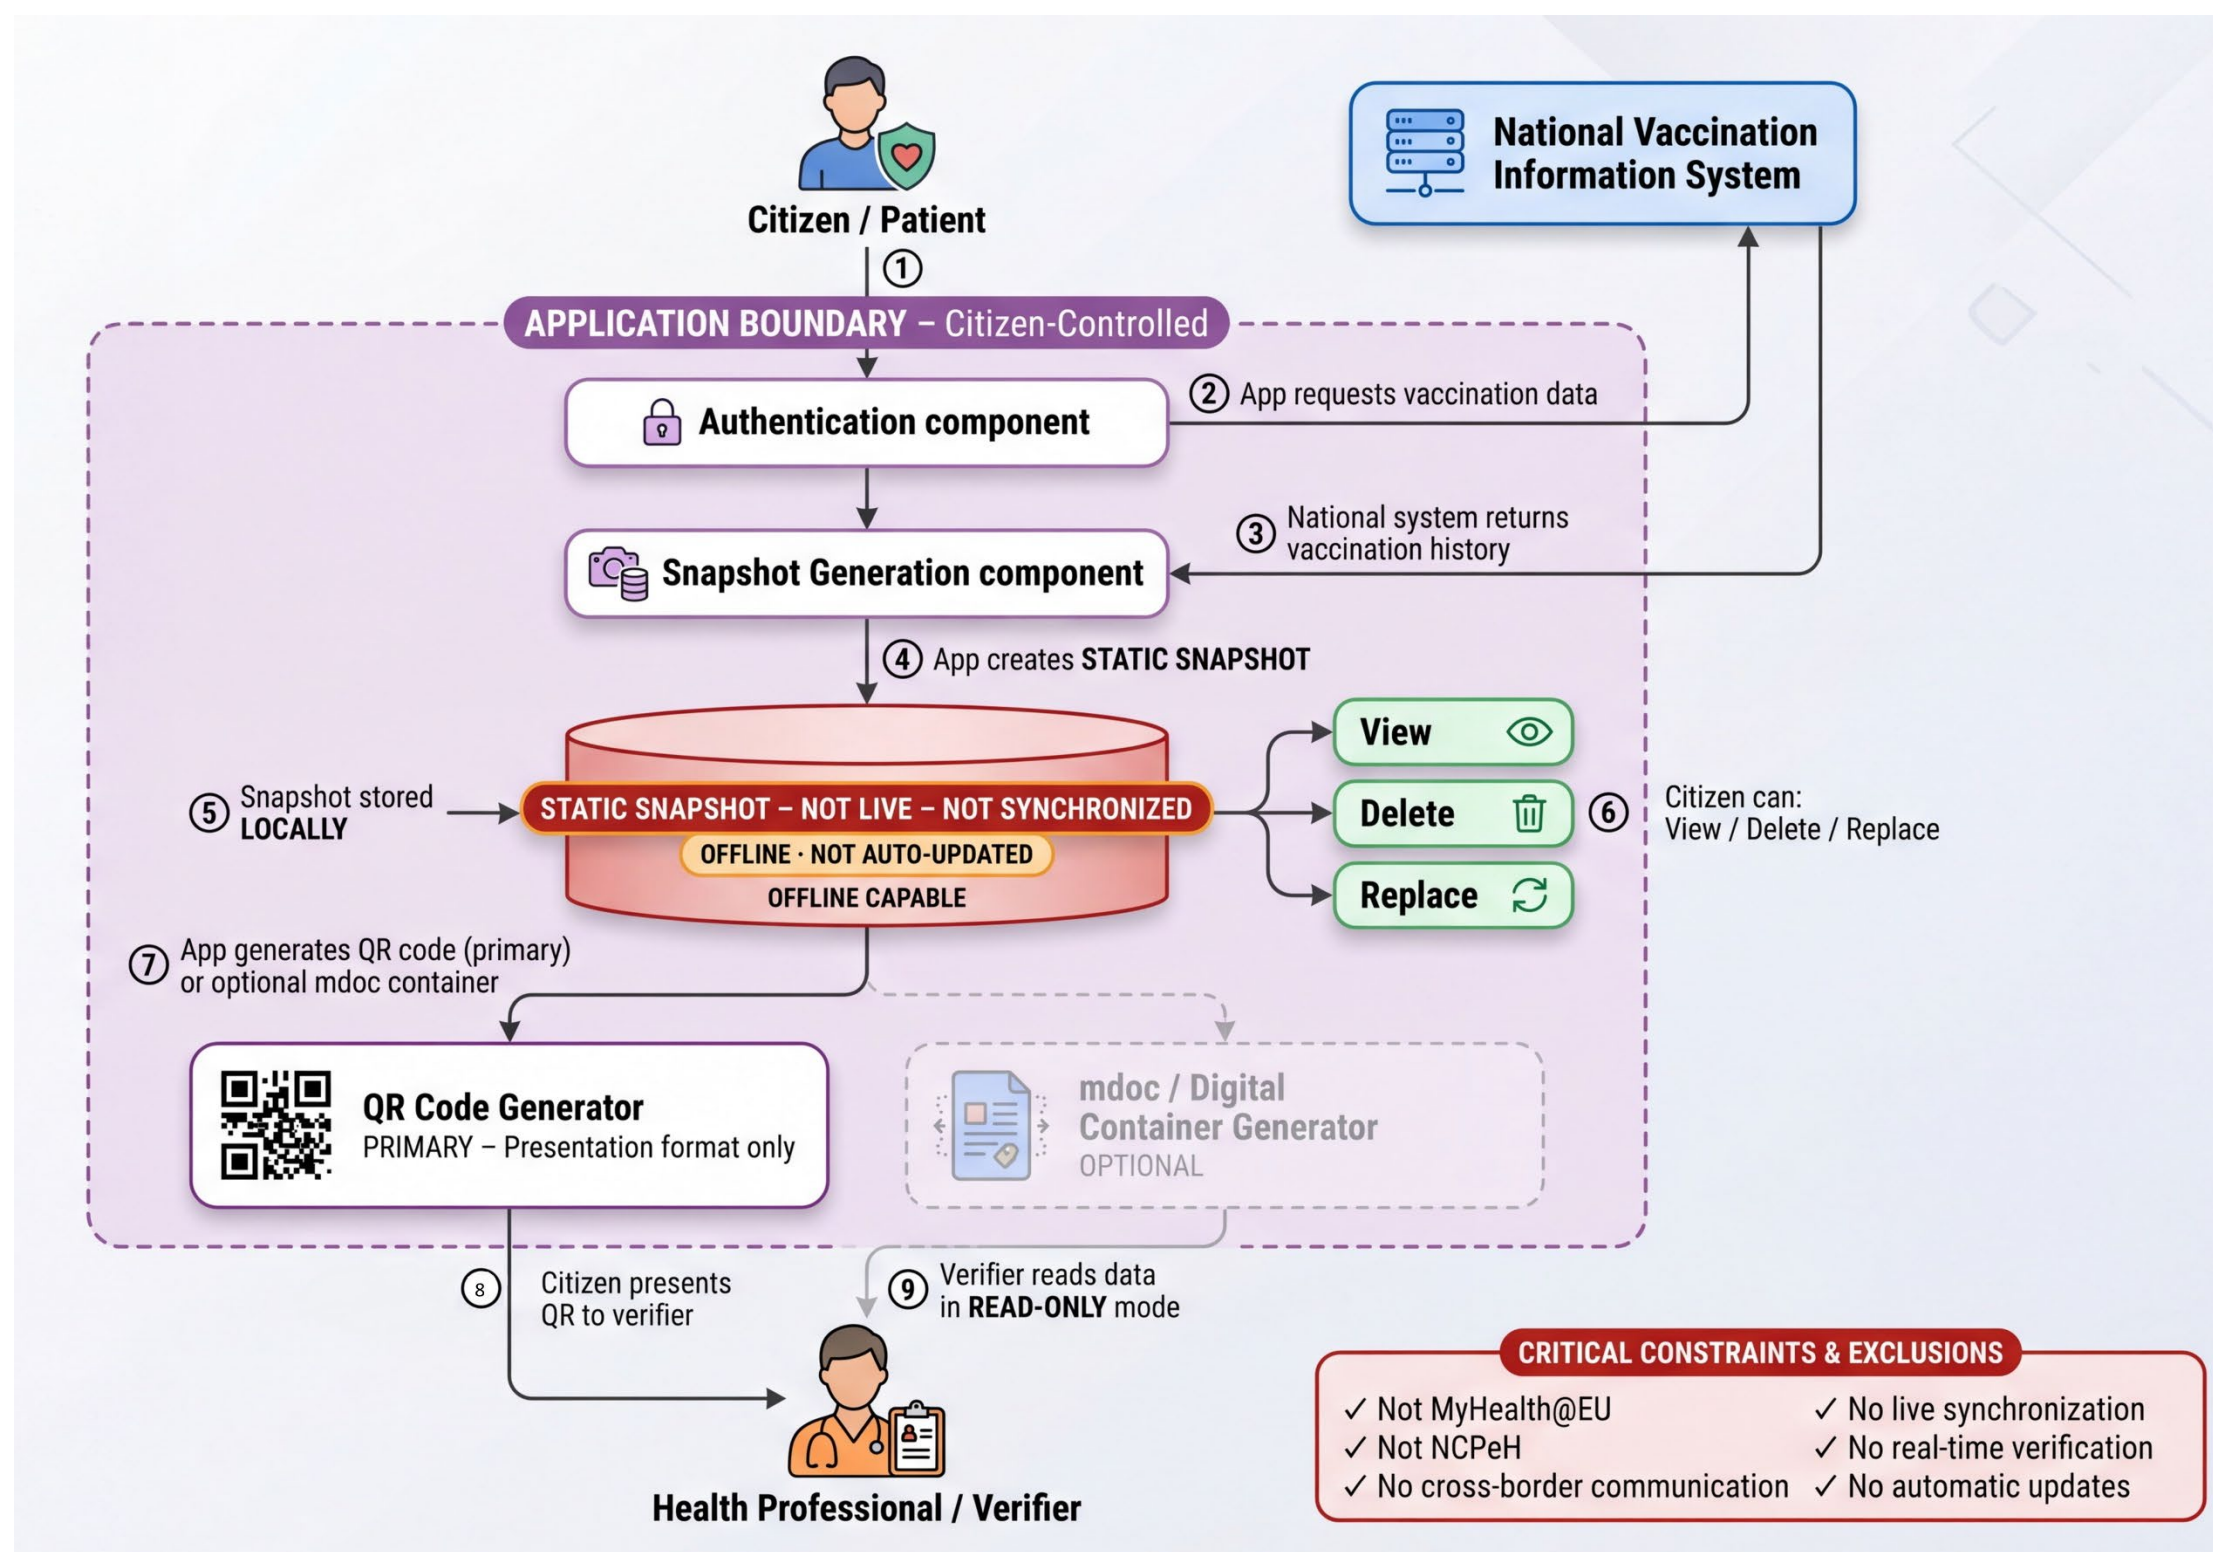 Citizen / Patient
National Vaccination
Information System
1
APPLICATION BOUNDARY – Citizen-Controlled
Authentication component
2 App requests vaccination data
3 National system returns
vaccination history
Snapshot Generation component
4 App creates STATIC SNAPSHOT
5 Snapshot stored
LOCALLY
STATIC SNAPSHOT – NOT LIVE – NOT SYNCHRONIZED
OFFLINE · NOT AUTO-UPDATED
OFFLINE CAPABLE
View
Delete
Replace
6 Citizen can:
View / Delete / Replace
7 App generates QR code (primary)
or optional mdoc container
QR Code Generator
PRIMARY – Presentation format only
mdoc / Digital
Container Generator
OPTIONAL
8 Citizen presents
QR to verifier
9 Verifier reads data
in READ-ONLY mode
Health Professional / Verifier
CRITICAL CONSTRAINTS & EXCLUSIONS
✓ Not MyHealth@EU
✓ Not NCPeH
✓ No cross-border communication
✓ No live synchronization
✓ No real-time verification
✓ No automatic updates